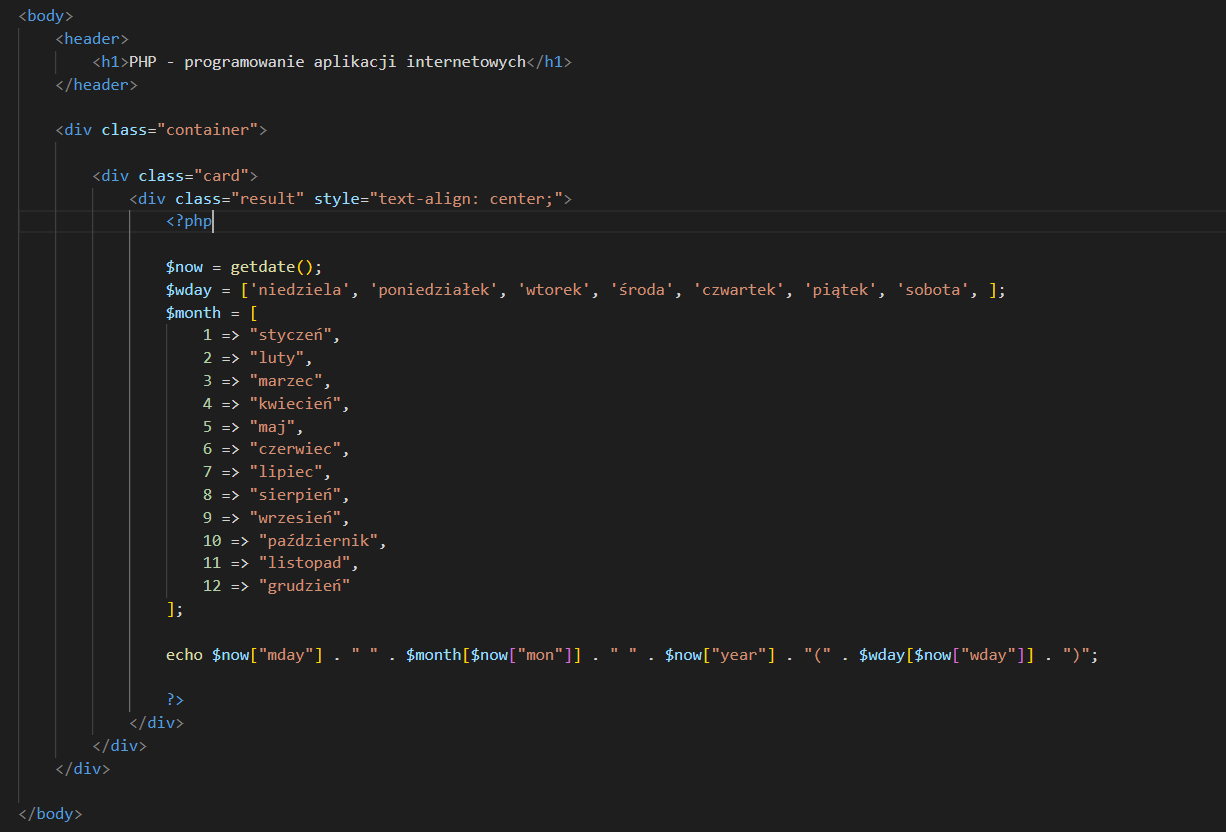 <body>
<header>
<h1>PHP - programowanie aplikacji internetowych</h1>
</header>
<div class="container">
<div class="card">
<div class="result" style="text-align: center;">
<?php
$now = getdate();
$wday = ['niedziela', 'poniedziałek', 'wtorek', 'środa', 'czwartek', 'piątek', 'sobota', ];
$month = [
1 => "styczeń",
2 => "luty",
3 => "marzec",
4 => "kwiecień",
5 => "maj",
6 => "czerwiec",
7 => "lipiec",
8 => "sierpień",
9 => "wrzesień",
10 => "październik",
11 => "listopad",
12 => "grudzień"
];
echo $now["mday"] . " " . $month[$now["mon"]] . " " . $now["year"] . "(" . $wday[$now["wday"]] . ")";
?>
</div>
</div>
</div>
</body>